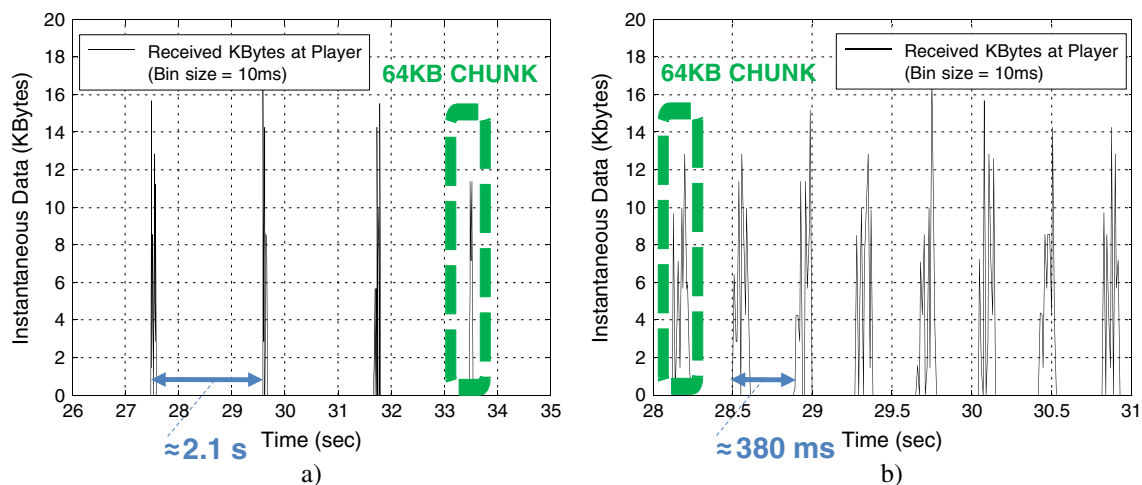 20
18
16
14
12
10
8
6
4
2
0
Instantaneous Data (KBytes)
Received KBytes at Player
(Bin size = 10ms)
64KB CHUNK
26 27 28 29 30 31 32 33 34 35
Time (sec)
≈2.1 s
a)
20
18
16
14
12
10
8
6
4
2
0
Instantaneous Data (Kbytes)
Received KBytes at Player
(Bin size = 10ms)
64KB CHUNK
28 28.5 29 29.5 30 30.5 31
Time (sec)
≈380 ms
b)